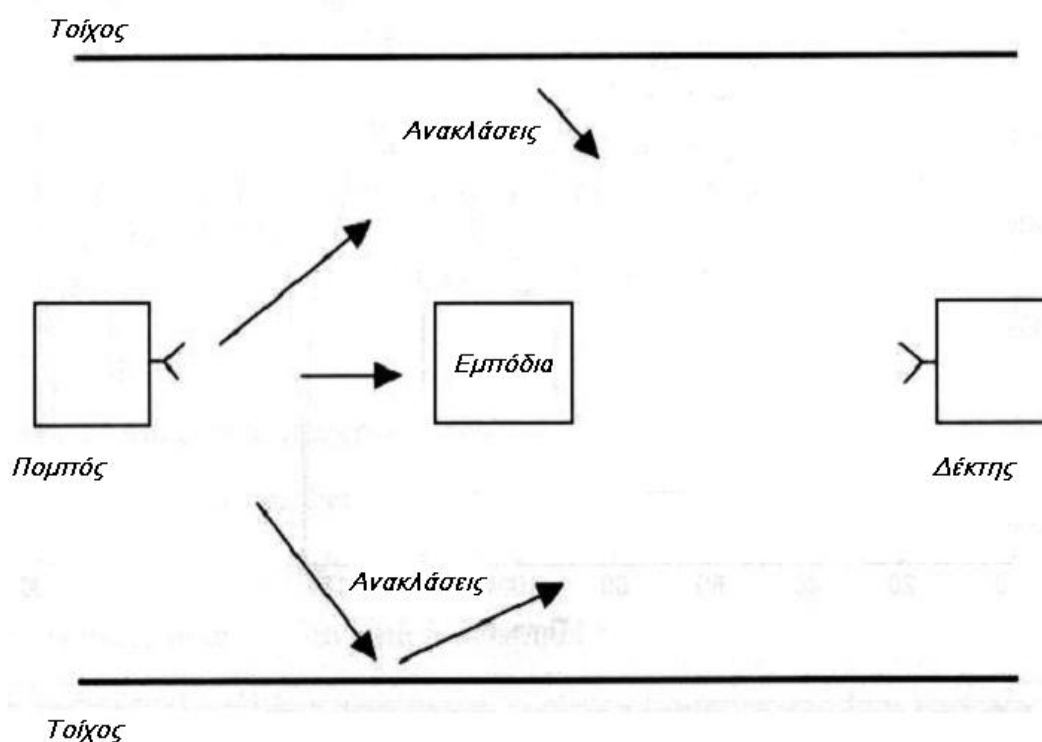 Τοίχος
Ανακλάσεις
Εμπόδια
Πομπός
Δέκτης
Ανακλάσεις
Τοίχος